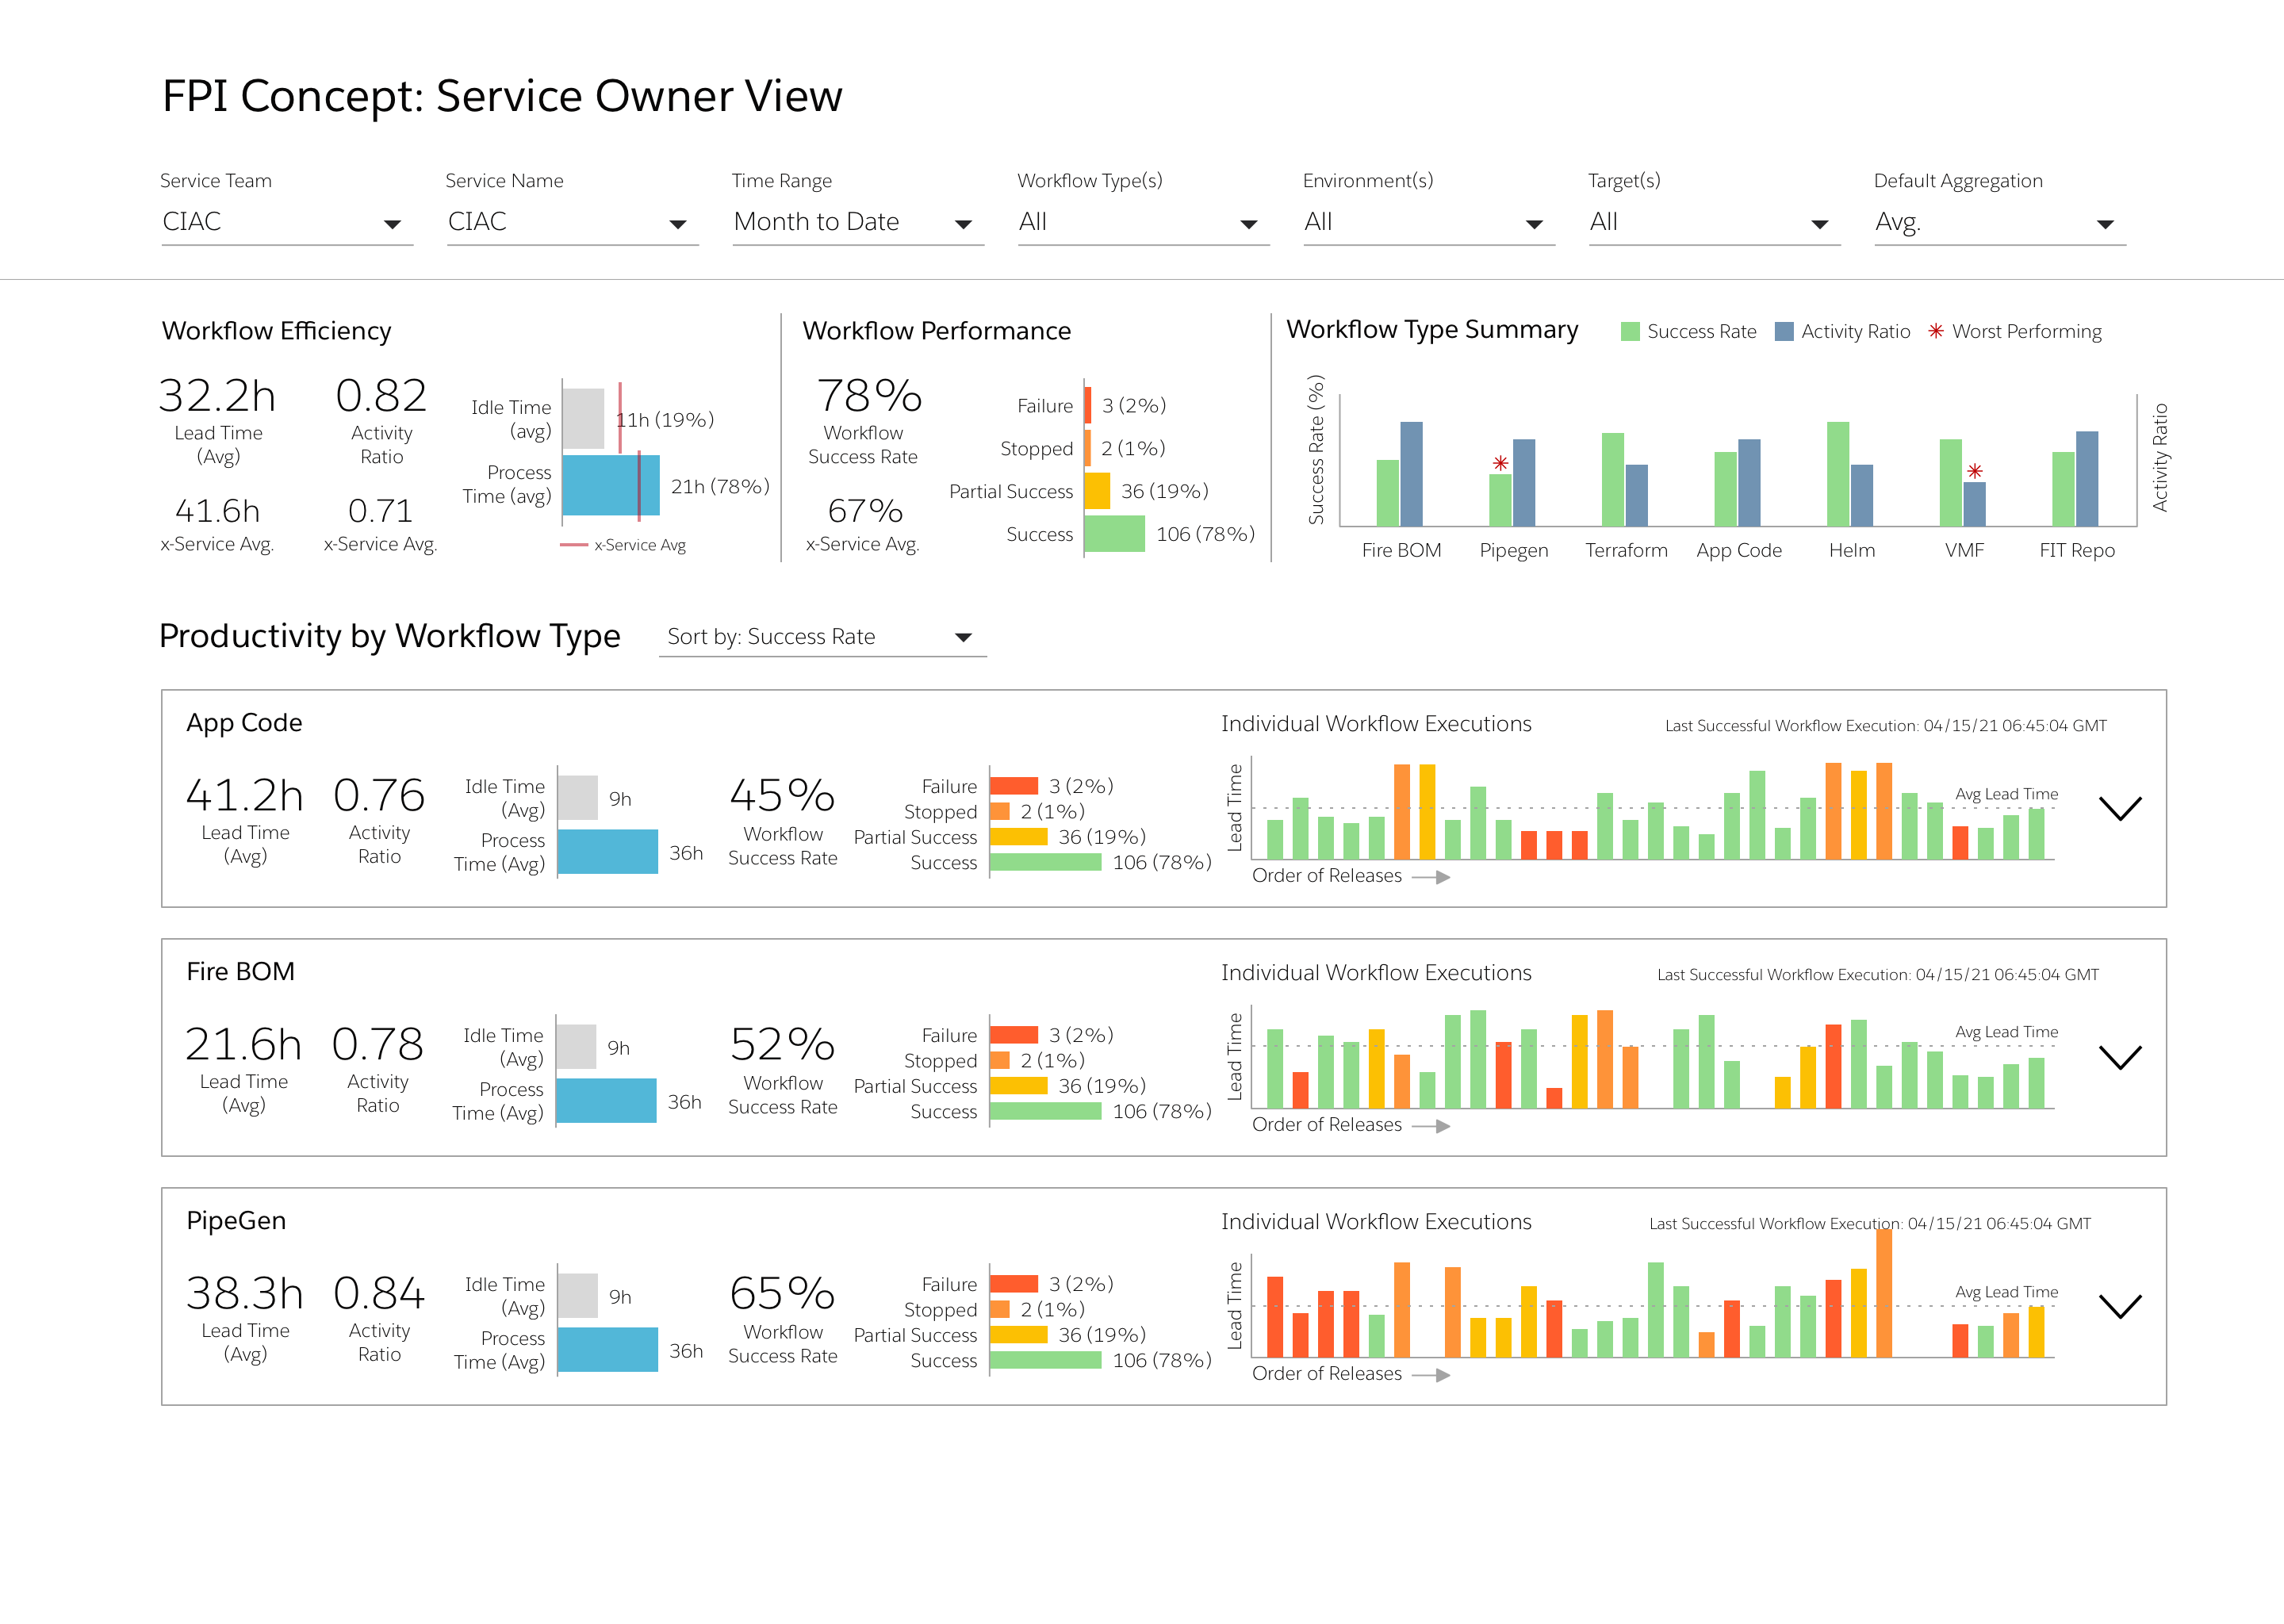 FPI Concept: Service Owner View
Service Team
Service Name
Time Range
Workflow Type(s)
Environment(s)
Target(s)
Default Aggregation
CIAC
CIAC
Month to Date
All
All
All
Avg.
Workflow Efficiency
32.2h
Lead Time
(Avg)
0.82
Activity
Ratio
41.6h
x-Service Avg.
0.71
x-Service Avg.
Idle Time
(avg)
11h (19%)
Process
Time (avg)
21h (78%)
x-Service Avg
Workflow Performance
78%
Workflow
Success Rate
67%
x-Service Avg.
Failure
3 (2%)
Stopped
2 (1%)
Partial Success
36 (19%)
Success
106 (78%)
Workflow Type Summary
Success Rate
Activity Ratio
Worst Performing
Success Rate (%)
Activity Ratio
Fire BOM
Pipegen
Terraform
App Code
Helm
VMF
FIT Repo
Productivity by Workflow Type
Sort by: Success Rate
App Code
41.2h
Lead Time
(Avg)
0.76
Activity
Ratio
Idle Time
(Avg)
9h
Process
Time (Avg)
36h
45%
Workflow
Success Rate
Failure
3 (2%)
Stopped
2 (1%)
Partial Success
36 (19%)
Success
106 (78%)
Individual Workflow Executions
Last Successful Workflow Execution: 04/15/21 06:45:04 GMT
Lead Time
Avg Lead Time
Order of Releases
Fire BOM
21.6h
Lead Time
(Avg)
0.78
Activity
Ratio
Idle Time
(Avg)
9h
Process
Time (Avg)
36h
52%
Workflow
Success Rate
Failure
3 (2%)
Stopped
2 (1%)
Partial Success
36 (19%)
Success
106 (78%)
Individual Workflow Executions
Last Successful Workflow Execution: 04/15/21 06:45:04 GMT
Lead Time
Avg Lead Time
Order of Releases
PipeGen
38.3h
Lead Time
(Avg)
0.84
Activity
Ratio
Idle Time
(Avg)
9h
Process
Time (Avg)
36h
65%
Workflow
Success Rate
Failure
3 (2%)
Stopped
2 (1%)
Partial Success
36 (19%)
Success
106 (78%)
Individual Workflow Executions
Last Successful Workflow Execution: 04/15/21 06:45:04 GMT
Lead Time
Avg Lead Time
Order of Releases